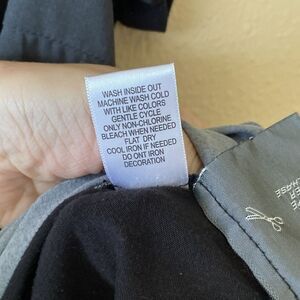 WASH INSIDE OUT
MACHINE WASH COLD
WITH LIKE COLORS
GENTLE CYCLE
ONLY NON-CHLORINE
BLEACH WHEN NEEDED
FLAT DRY
COOL IRON IF NEEDED
DO ONT IRON
DECORATION